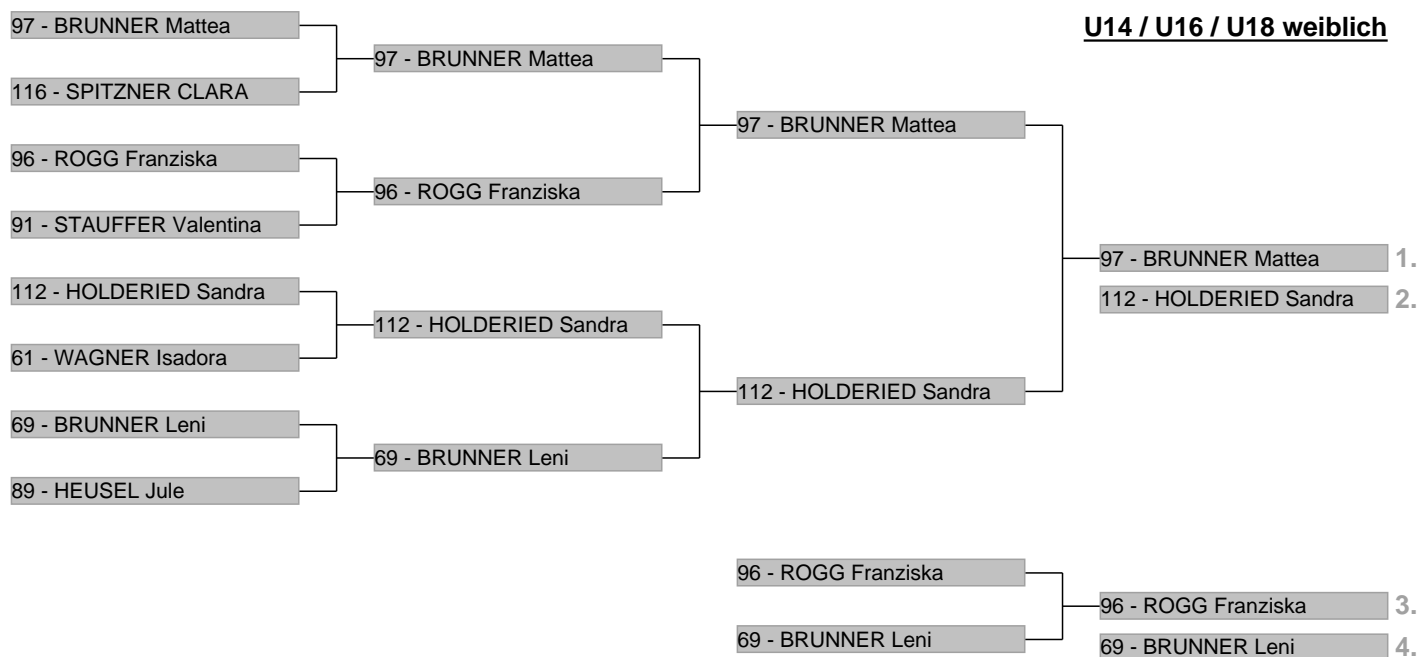 U14 / U16 / U18 weiblich
97 - BRUNNER Mattea
116 - SPITZNER CLARA
96 - ROGG Franziska
91 - STAUFFER Valentina
112 - HOLDERIED Sandra
61 - WAGNER Isadora
69 - BRUNNER Leni
89 - HEUSEL Jule
97 - BRUNNER Mattea
96 - ROGG Franziska
112 - HOLDERIED Sandra
69 - BRUNNER Leni
97 - BRUNNER Mattea
112 - HOLDERIED Sandra
97 - BRUNNER Mattea 1.
112 - HOLDERIED Sandra 2.
96 - ROGG Franziska
69 - BRUNNER Leni
96 - ROGG Franziska 3.
69 - BRUNNER Leni 4.